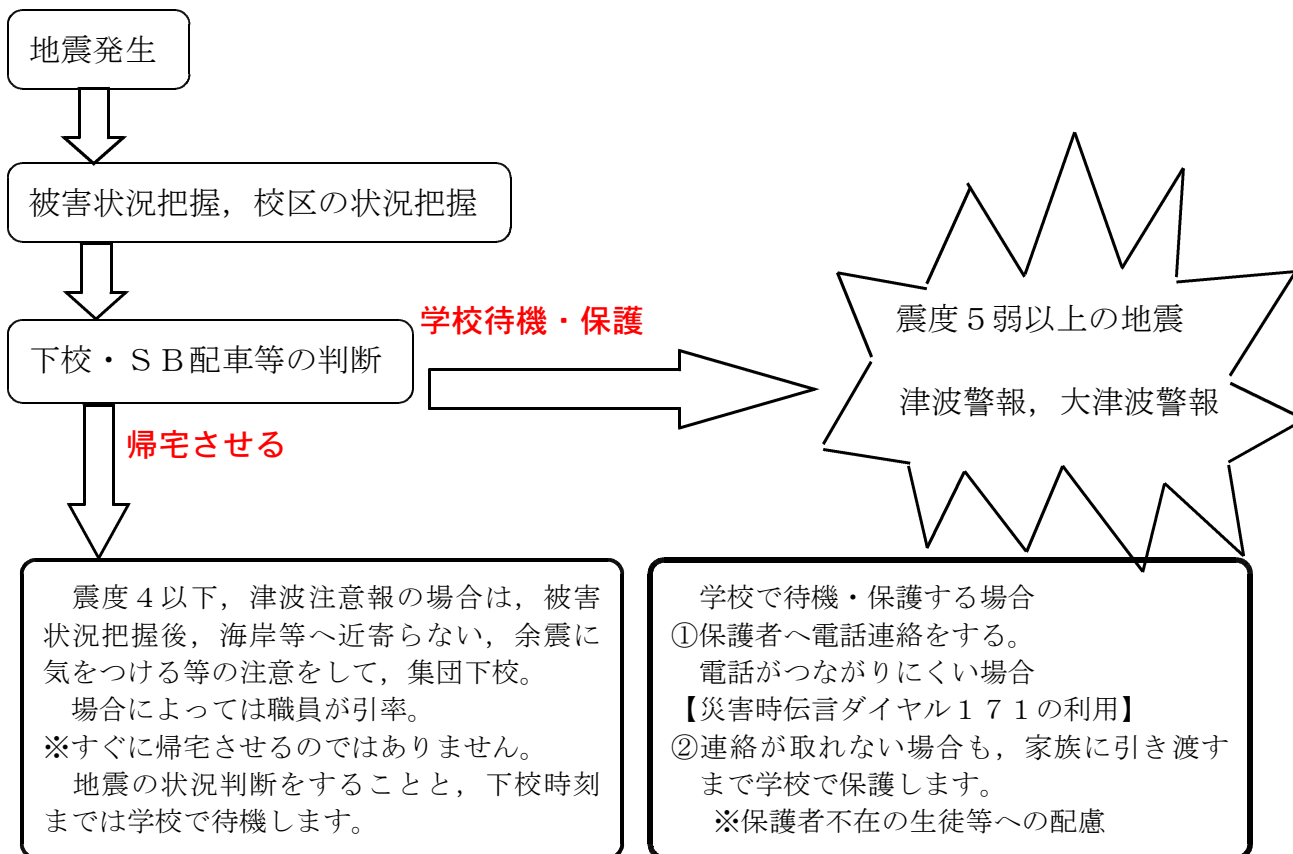 地震発生
被害状況把握，校区の状況把握
下校・ＳＢ配車等の判断
学校待機・保護
震度５弱以上の地震
津波警報，大津波警報
帰宅させる
震度４以下，津波注意報の場合は，被害
状況把握後，海岸等へ近寄らない，余震に
気をつける等の注意をして，集団下校。
場合によっては職員が引率。
※すぐに帰宅させるのではありません。
地震の状況判断をすることと，下校時刻
までは学校で待機します。
学校で待機・保護する場合
①保護者へ電話連絡をする。
電話がつながりにくい場合
【災害時伝言ダイヤル１７１の利用】
②連絡が取れない場合も，家族に引き渡す
まで学校で保護します。
※保護者不在の生徒等への配慮